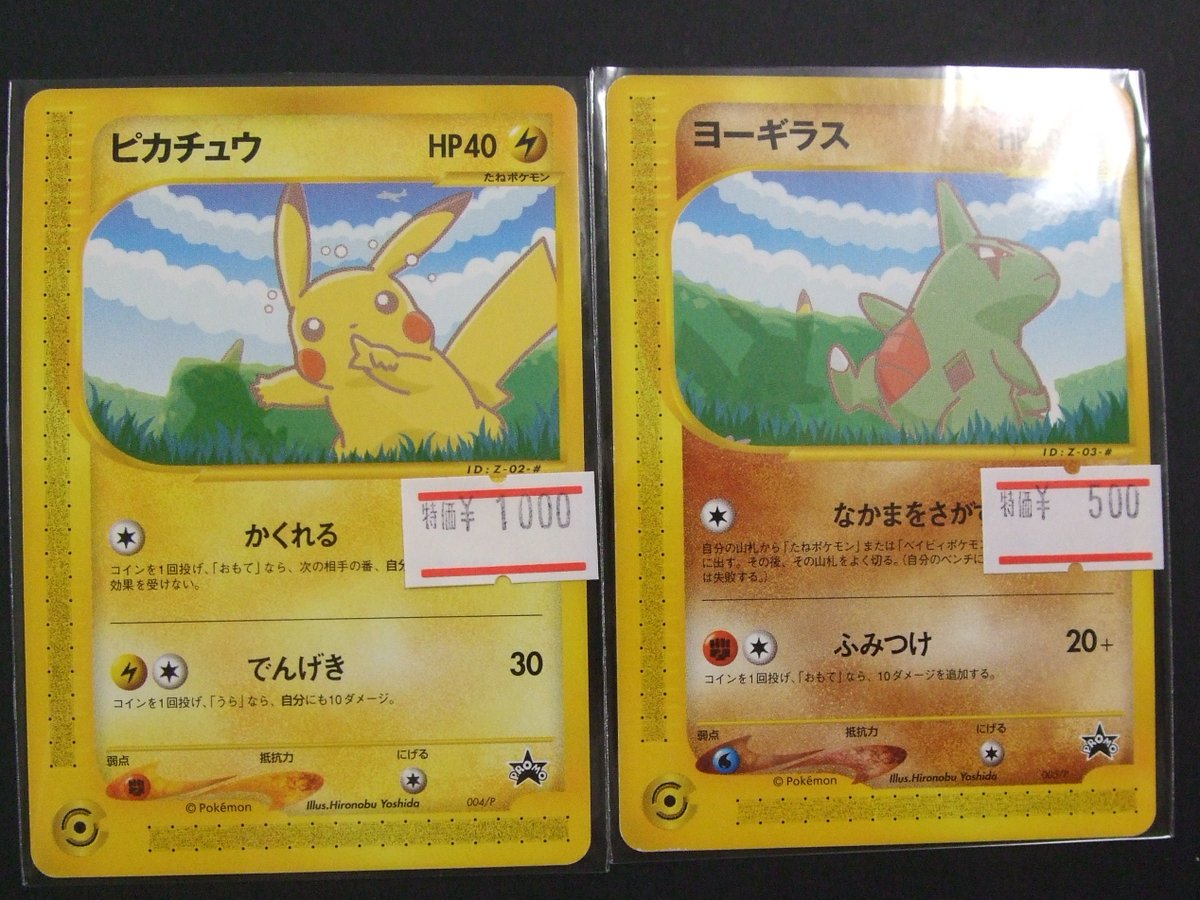 ピカチュウ
HP40
たねポケモン
ID:Z-02-#
特価¥ 1000
かくれる
コインを1回投げ、「おもて」なら、次の相手の番、自分
効果を受けない。
でんげき
30
コインを1回投げ、「うら」なら、自分にも10ダメージ。
弱点
抵抗力
にげる
PROMO
©Pokémon
Illus.Hironobu Yoshida
004/P
ヨーギラス
HP
ID:Z-03-#
特価¥ 500
なかまをさがす
自分の山札から「たねポケモン」または「ベイビィポケモン
に出す。その後、その山札をよく切る。(自分のベンチに
は失敗する。)
ふみつけ
20+
コインを1回投げ、「おもて」なら、10ダメージを追加する。
弱点
抵抗力
にげる
PROMO
©Pokémon
Illus.Hironobu Yoshida
005/P